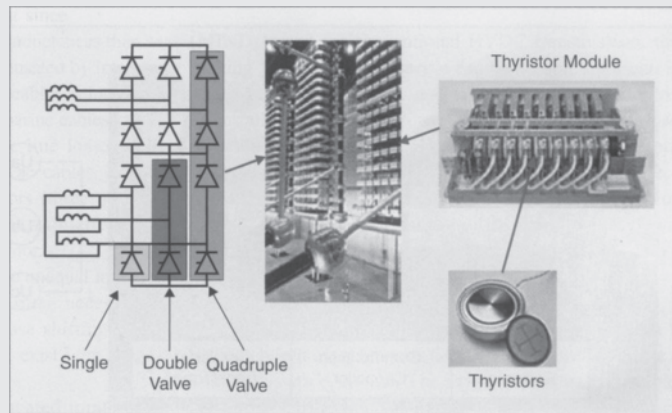 Thyristor Module
Single
Double
Valve
Quadruple
Valve
Thyristors